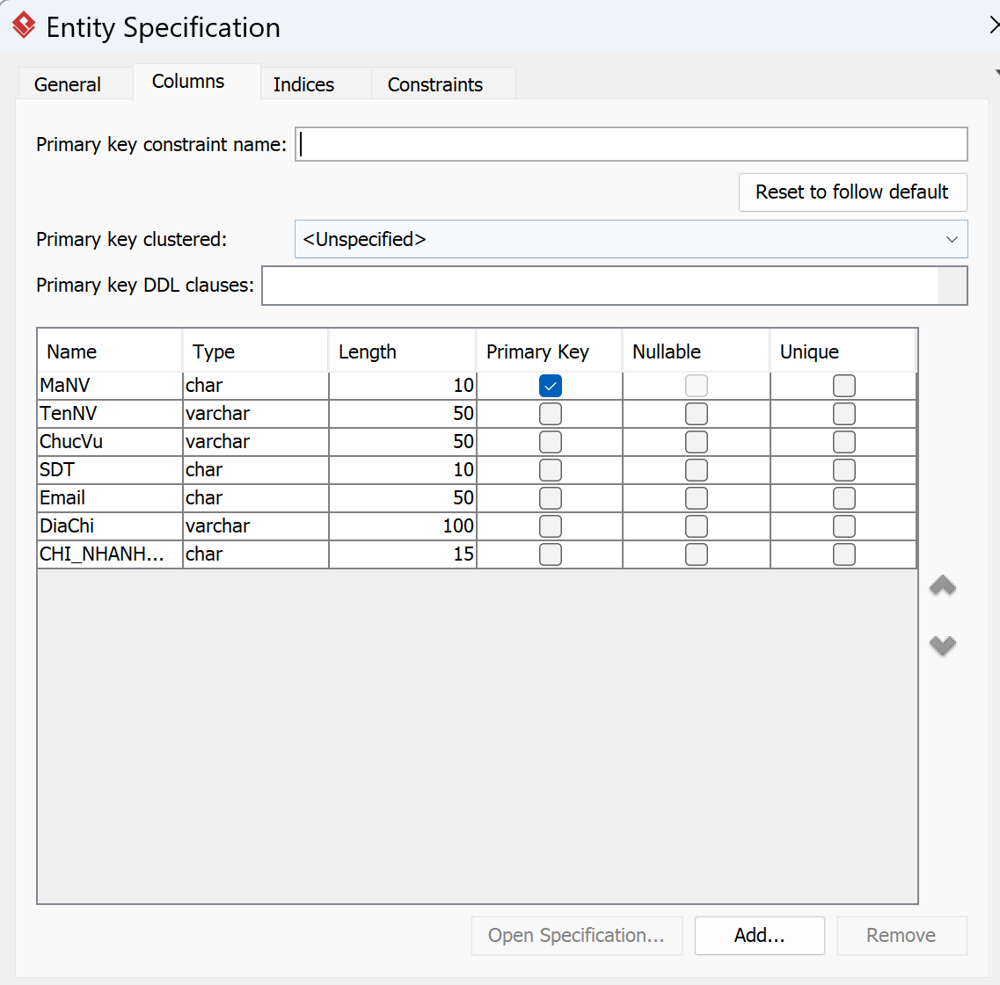 Entity Specification
General Columns Indices Constraints
Primary key constraint name:
Reset to follow default
Primary key clustered: <Unspecified>
Primary key DDL clauses:
Name Type Length Primary Key Nullable Unique
MaNV char 10
TenNV varchar 50
ChucVu varchar 50
SDT char 10
Email char 50
DiaChi varchar 100
CHI_NHANH... char 15
Open Specification... Add... Remove